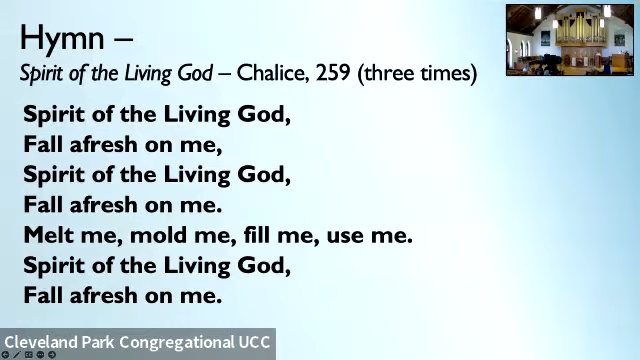 Hymn –
Spirit of the Living God – Chalice, 259 (three times)
Spirit of the Living God,
Fall afresh on me,
Spirit of the Living God,
Fall afresh on me.
Melt me, mold me, fill me, use me.
Spirit of the Living God,
Fall afresh on me.
Cleveland Park Congregational UCC